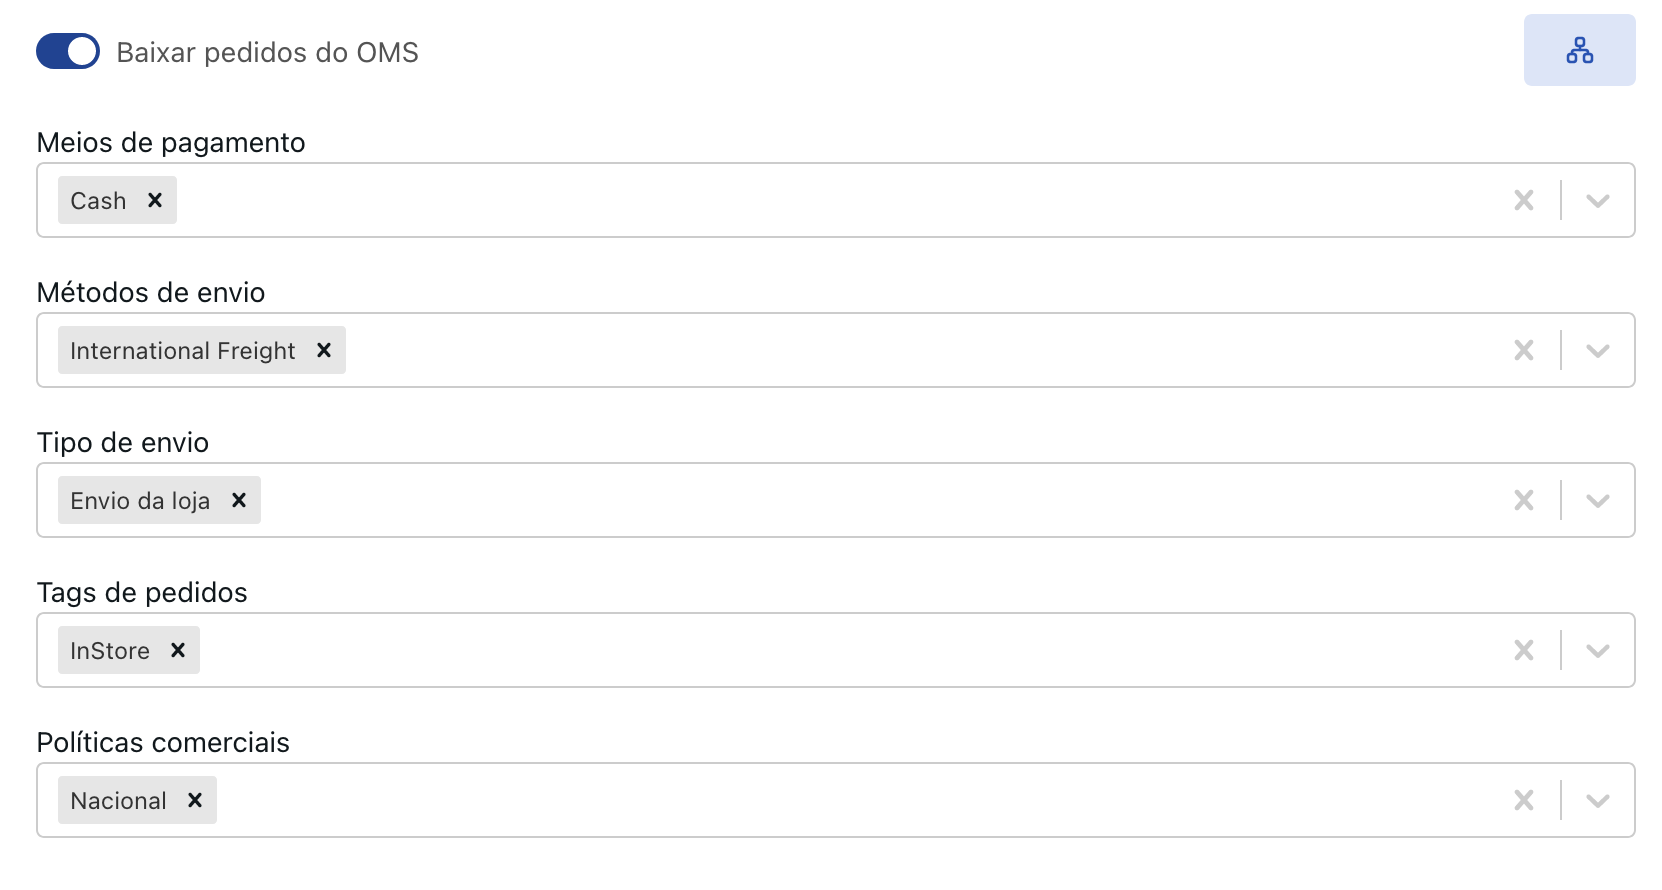 Baixar pedidos do OMS
Meios de pagamento
Cash
Métodos de envio
International Freight
Tipo de envio
Envio da loja
Tags de pedidos
InStore
Políticas comerciais
Nacional